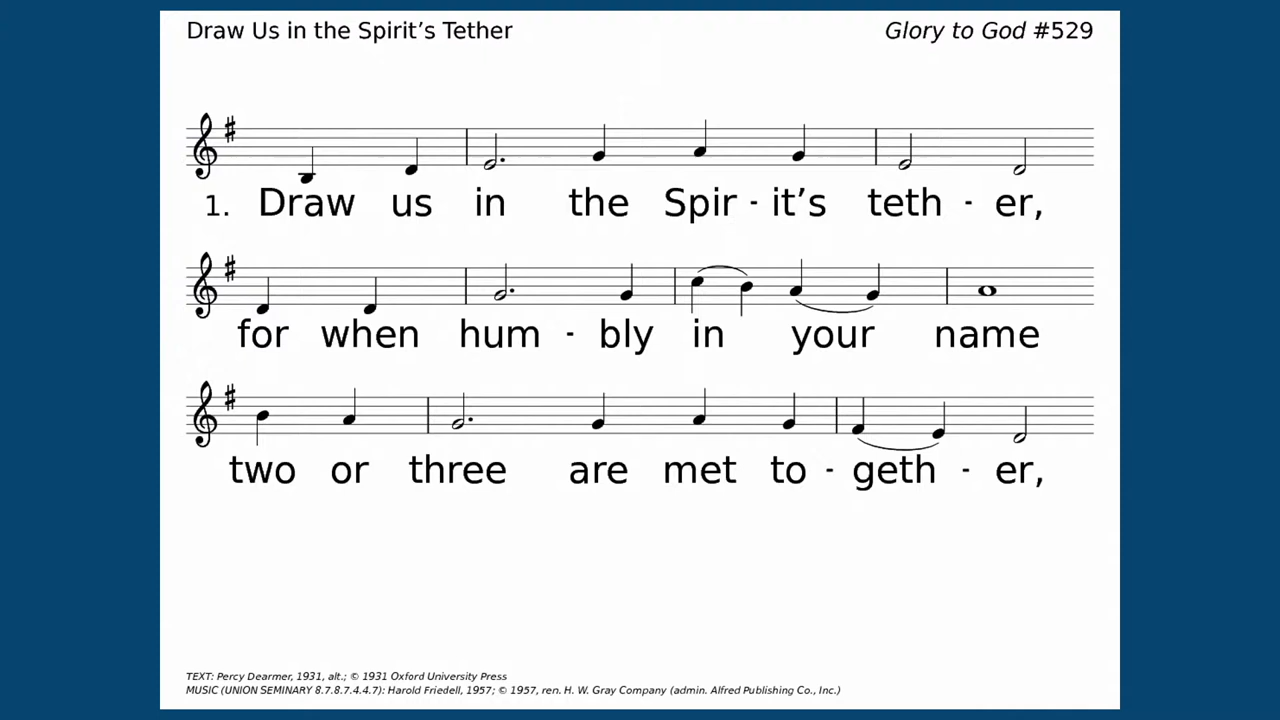 Draw Us in the Spirit’s Tether
Glory to God #529
1. Draw us in the Spir - it’s teth - er,
for when hum - bly in your name
two or three are met to - geth - er,
TEXT: Percy Dearmer, 1931, alt.; © 1931 Oxford University Press
MUSIC (UNION SEMINARY 8.7.8.7.4.4.7): Harold Friedell, 1957; © 1957, ren. H. W. Gray Company (admin. Alfred Publishing Co., Inc.)